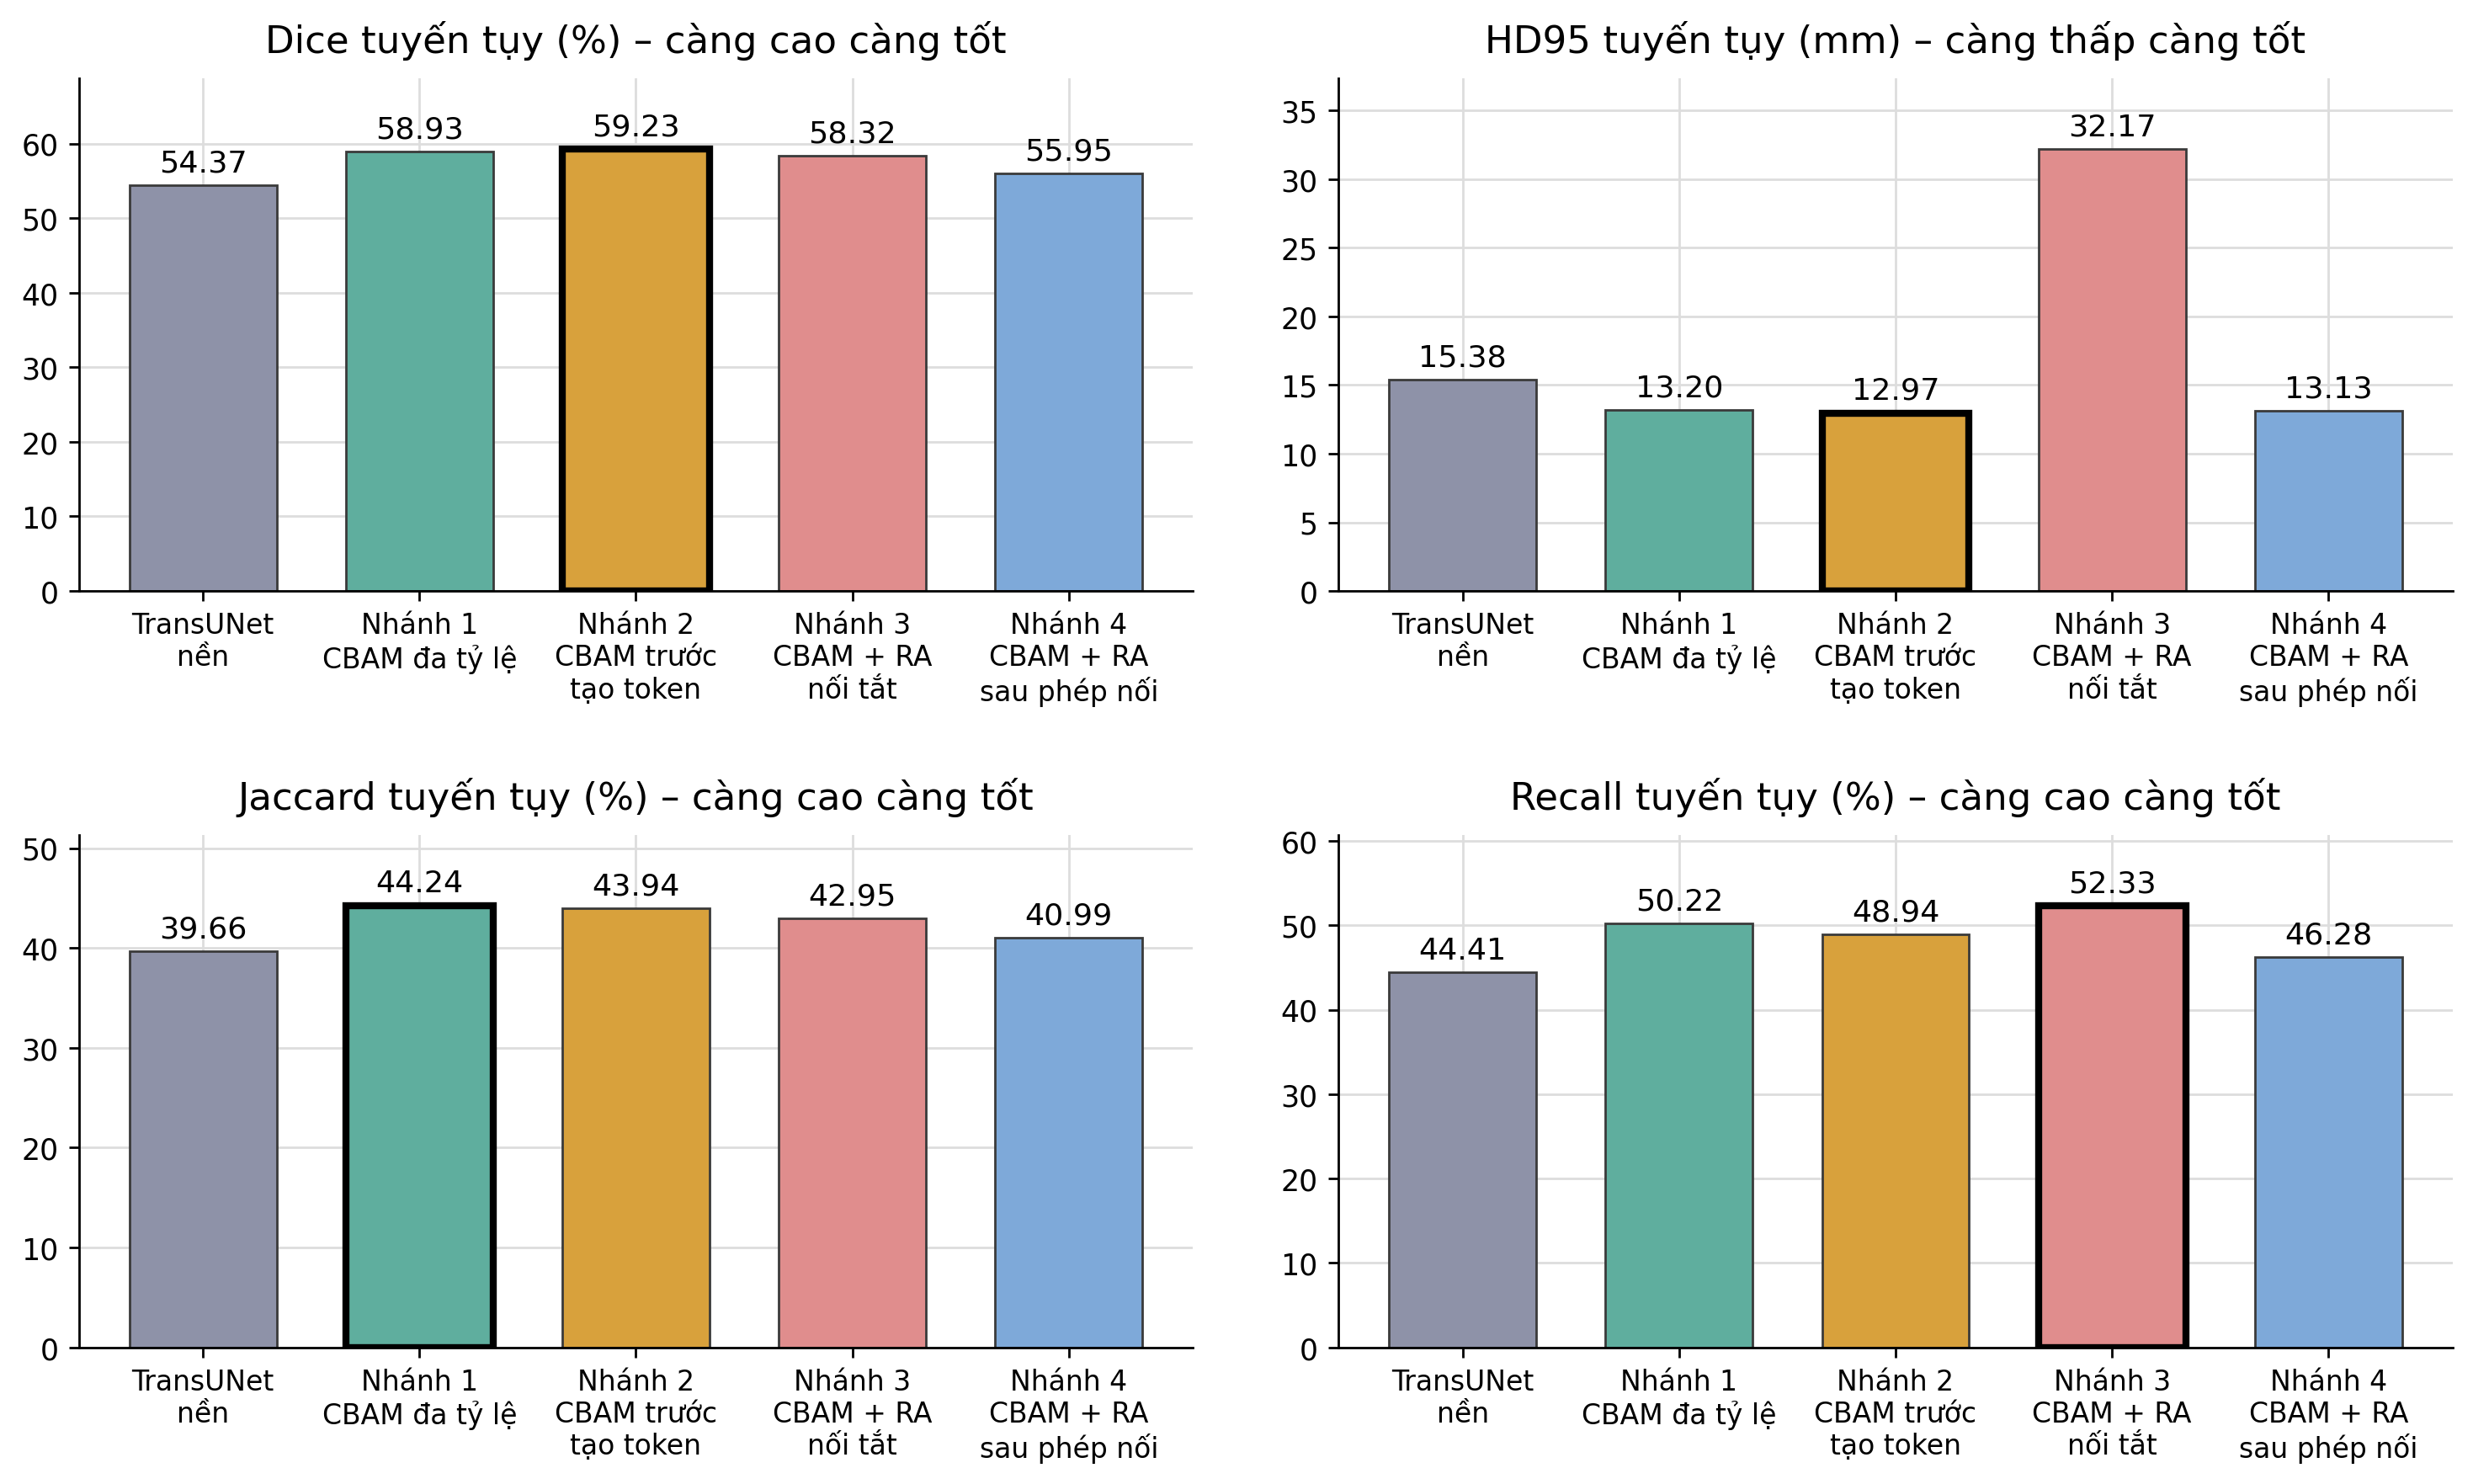 Dice tuyến tụy (%) – càng cao càng tốt
60
50
40
30
20
10
0
54.37
58.93
59.23
58.32
55.95
TransUNet
nền
Nhánh 1
CBAM đa tỷ lệ
Nhánh 2
CBAM trước
tạo token
Nhánh 3
CBAM + RA
nối tắt
Nhánh 4
CBAM + RA
sau phép nối
HD95 tuyến tụy (mm) – càng thấp càng tốt
35
30
25
20
15
10
5
0
15.38
13.20
12.97
32.17
13.13
TransUNet
nền
Nhánh 1
CBAM đa tỷ lệ
Nhánh 2
CBAM trước
tạo token
Nhánh 3
CBAM + RA
nối tắt
Nhánh 4
CBAM + RA
sau phép nối
Jaccard tuyến tụy (%) – càng cao càng tốt
50
40
30
20
10
0
39.66
44.24
43.94
42.95
40.99
TransUNet
nền
Nhánh 1
CBAM đa tỷ lệ
Nhánh 2
CBAM trước
tạo token
Nhánh 3
CBAM + RA
nối tắt
Nhánh 4
CBAM + RA
sau phép nối
Recall tuyến tụy (%) – càng cao càng tốt
60
50
40
30
20
10
0
44.41
50.22
48.94
52.33
46.28
TransUNet
nền
Nhánh 1
CBAM đa tỷ lệ
Nhánh 2
CBAM trước
tạo token
Nhánh 3
CBAM + RA
nối tắt
Nhánh 4
CBAM + RA
sau phép nối